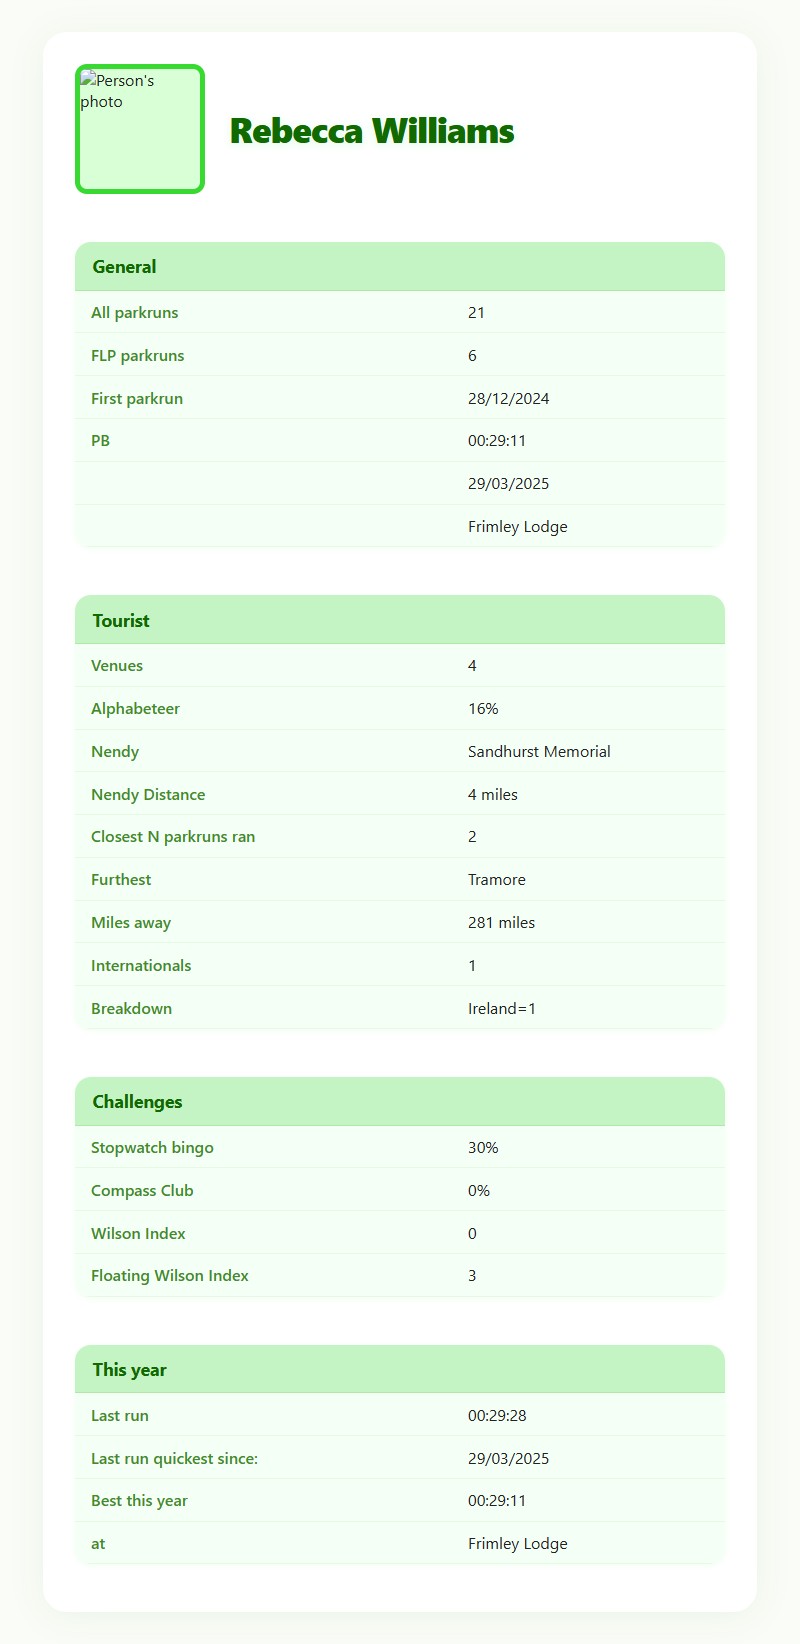 Person's
photo
Rebecca Williams
General
All parkruns 21
FLP parkruns 6
First parkrun 28/12/2024
PB 00:29:11
29/03/2025
Frimley Lodge
Tourist
Venues 4
Alphabeteer 16%
Nendy Sandhurst Memorial
Nendy Distance 4 miles
Closest N parkruns ran 2
Furthest Tramore
Miles away 281 miles
Internationals 1
Breakdown Ireland=1
Challenges
Stopwatch bingo 30%
Compass Club 0%
Wilson Index 0
Floating Wilson Index 3
This year
Last run 00:29:28
Last run quickest since: 29/03/2025
Best this year 00:29:11
at Frimley Lodge